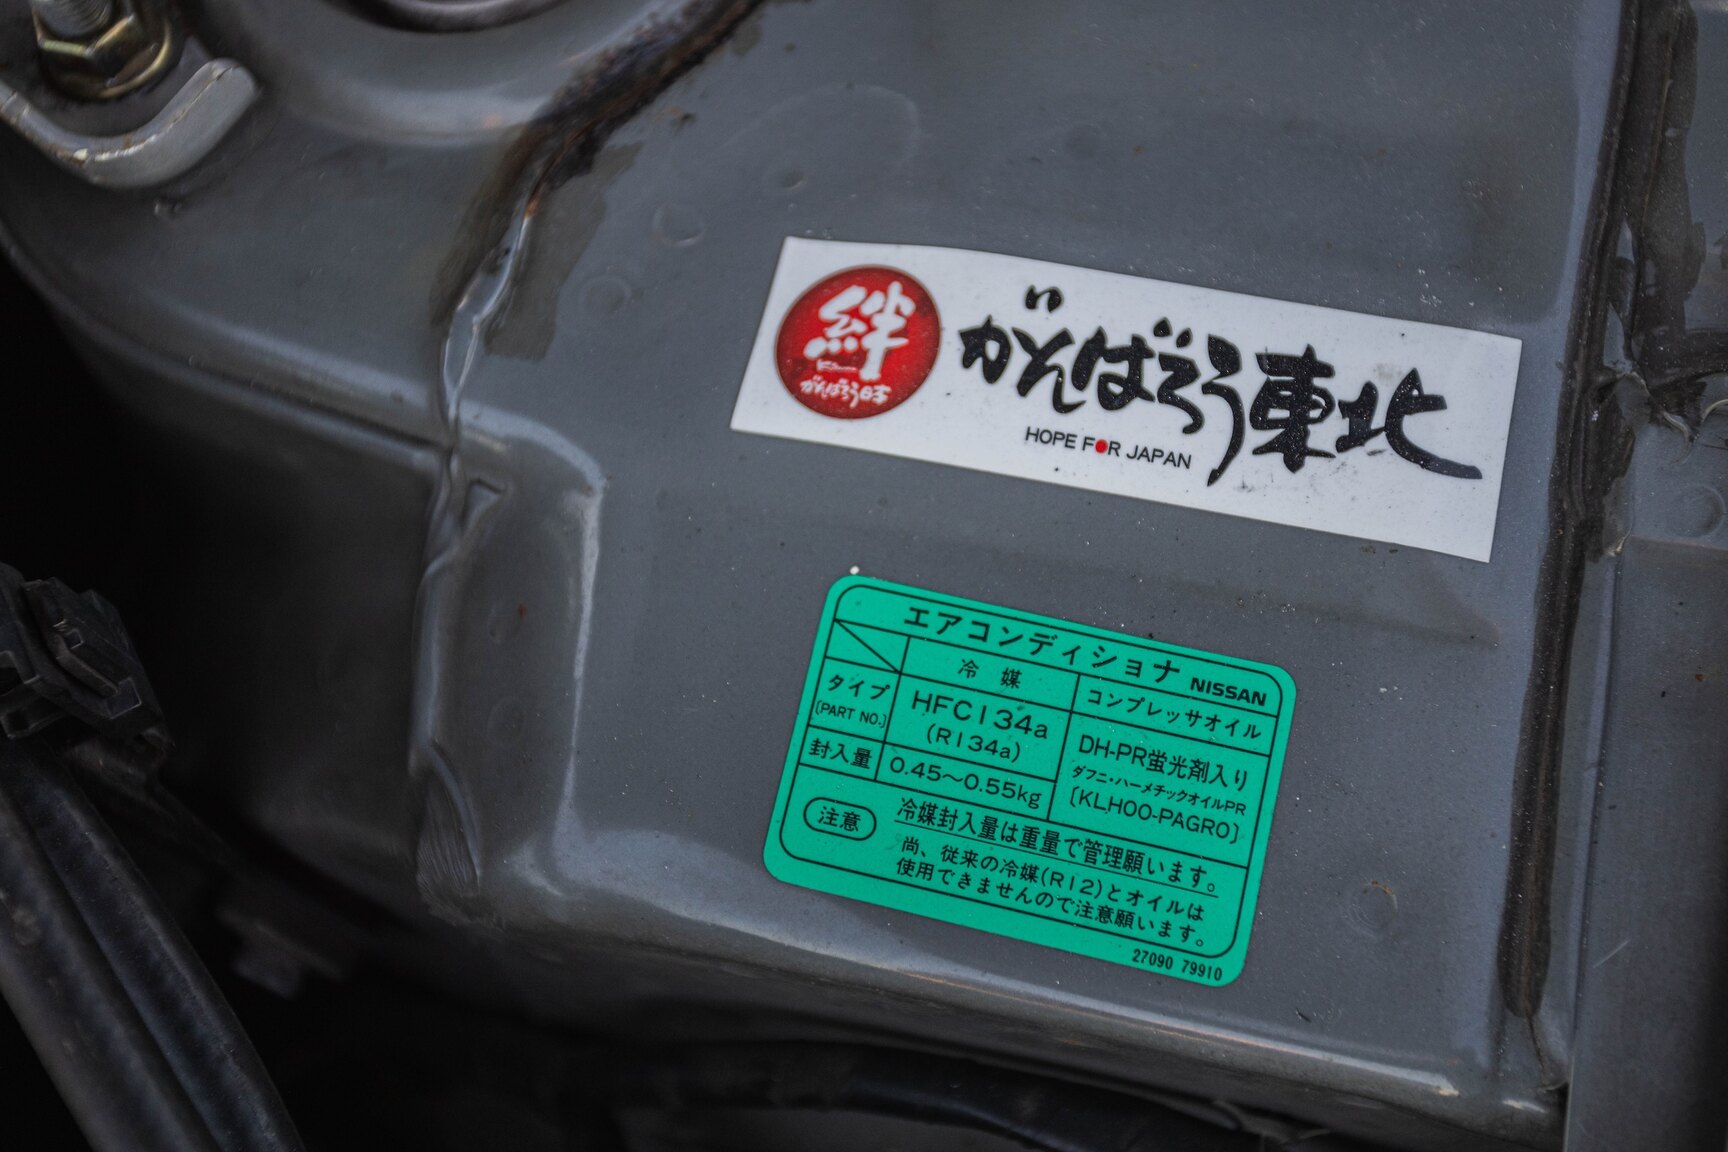 絆
がんばろう日本
がんばろう東北
HOPE FOR JAPAN
エアコンディショナ NISSAN
冷媒
コンプレッサオイル
タイプ
[PART NO.]
HFC134a
(R134a)
DH-PR蛍光剤入り
ダフニ・ハーメチックオイルPR
[KLH00-PAGR0]
封入量
0.45～0.55kg
注意
冷媒封入量は重量で管理願います。
尚、従来の冷媒(R12)とオイルは
使用できませんので注意願います。
27090 79910